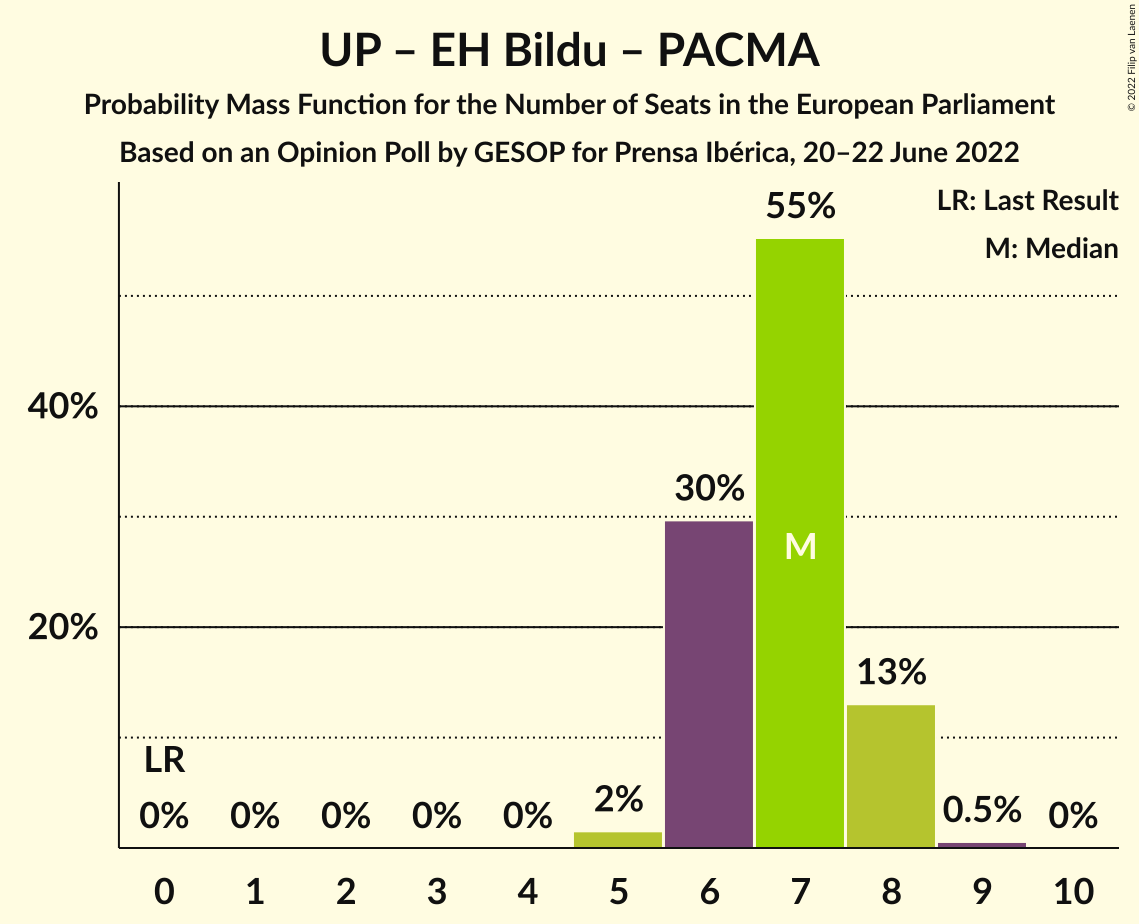 UP – EH Bildu – PACMA
Probability Mass Function for the Number of Seats in the European Parliament
Based on an Opinion Poll by GESOP for Prensa Ibérica, 20–22 June 2022
© 2022 Filip van Laenen
LR: Last Result
M: Median
55%
40%
30%
M
20%
13%
LR
0% 0% 0% 0% 0% 2% 0.5% 0%
0 1 2 3 4 5 6 7 8 9 10